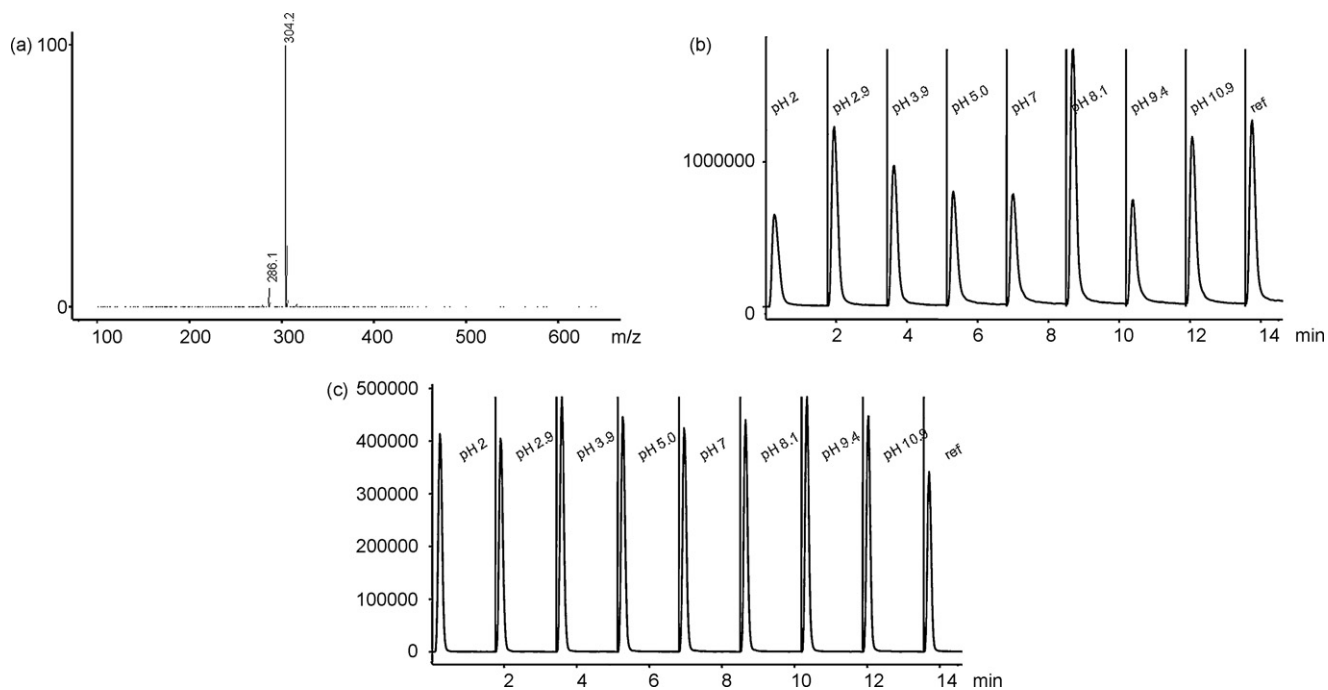 (a)
100
0
304.2
286.1
100 200 300 400 500 600 m/z
(b)
1000000
0
pH 2 pH 2.9 pH 3.9 pH 5.0 pH 7 pH 8.1 pH 9.4 pH 10.9 ref
2 4 6 8 10 12 14 min
(c)
500000
400000
300000
200000
100000
0
pH 2 pH 2.9 pH 3.9 pH 5.0 pH 7 pH 8.1 pH 9.4 pH 10.9 ref
2 4 6 8 10 12 14 min